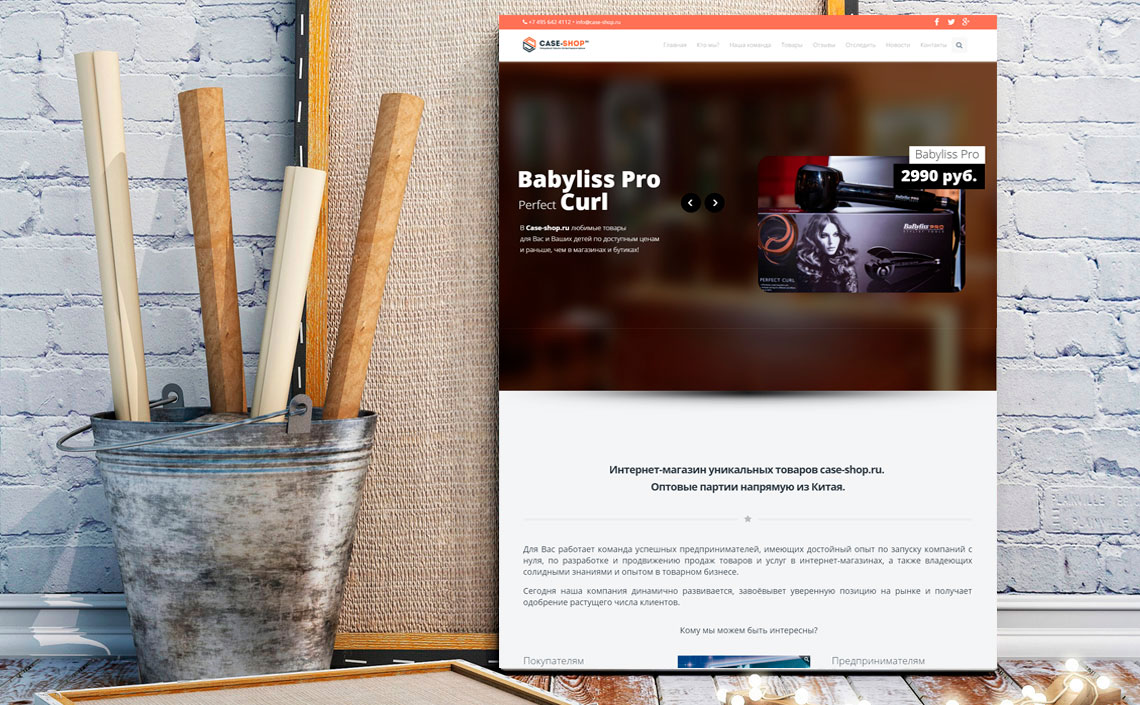 +7 495 642 4112 • info@case-shop.ru
CASE-SHOP
Главная Кто мы? Наша команда Товары Отзывы Отследить Новости Контакты
Babyliss Pro
Perfect Curl
В Case-shop.ru любимые товары
для Вас и Ваших детей по доступным ценам
и раньше, чем в магазинах и бутиках!
Babyliss Pro
2990 руб.
BaByliss PRO
PERFECT CURL
Интернет-магазин уникальных товаров case-shop.ru.
Оптовые партии напрямую из Китая.
Для Вас работает команда успешных предпринимателей, имеющих достойный опыт по запуску компаний с
нуля, по разработке и продвижению продаж товаров и услуг в интернет-магазинах, а также владеющих
солидными знаниями и опытом в товарном бизнесе.
Сегодня наша компания динамично развивается, завоёвывет уверенную позицию на рынке и получает
одобрение растущего числа клиентов.
Кому мы можем быть интересны?
Покупателям
Предпринимателям